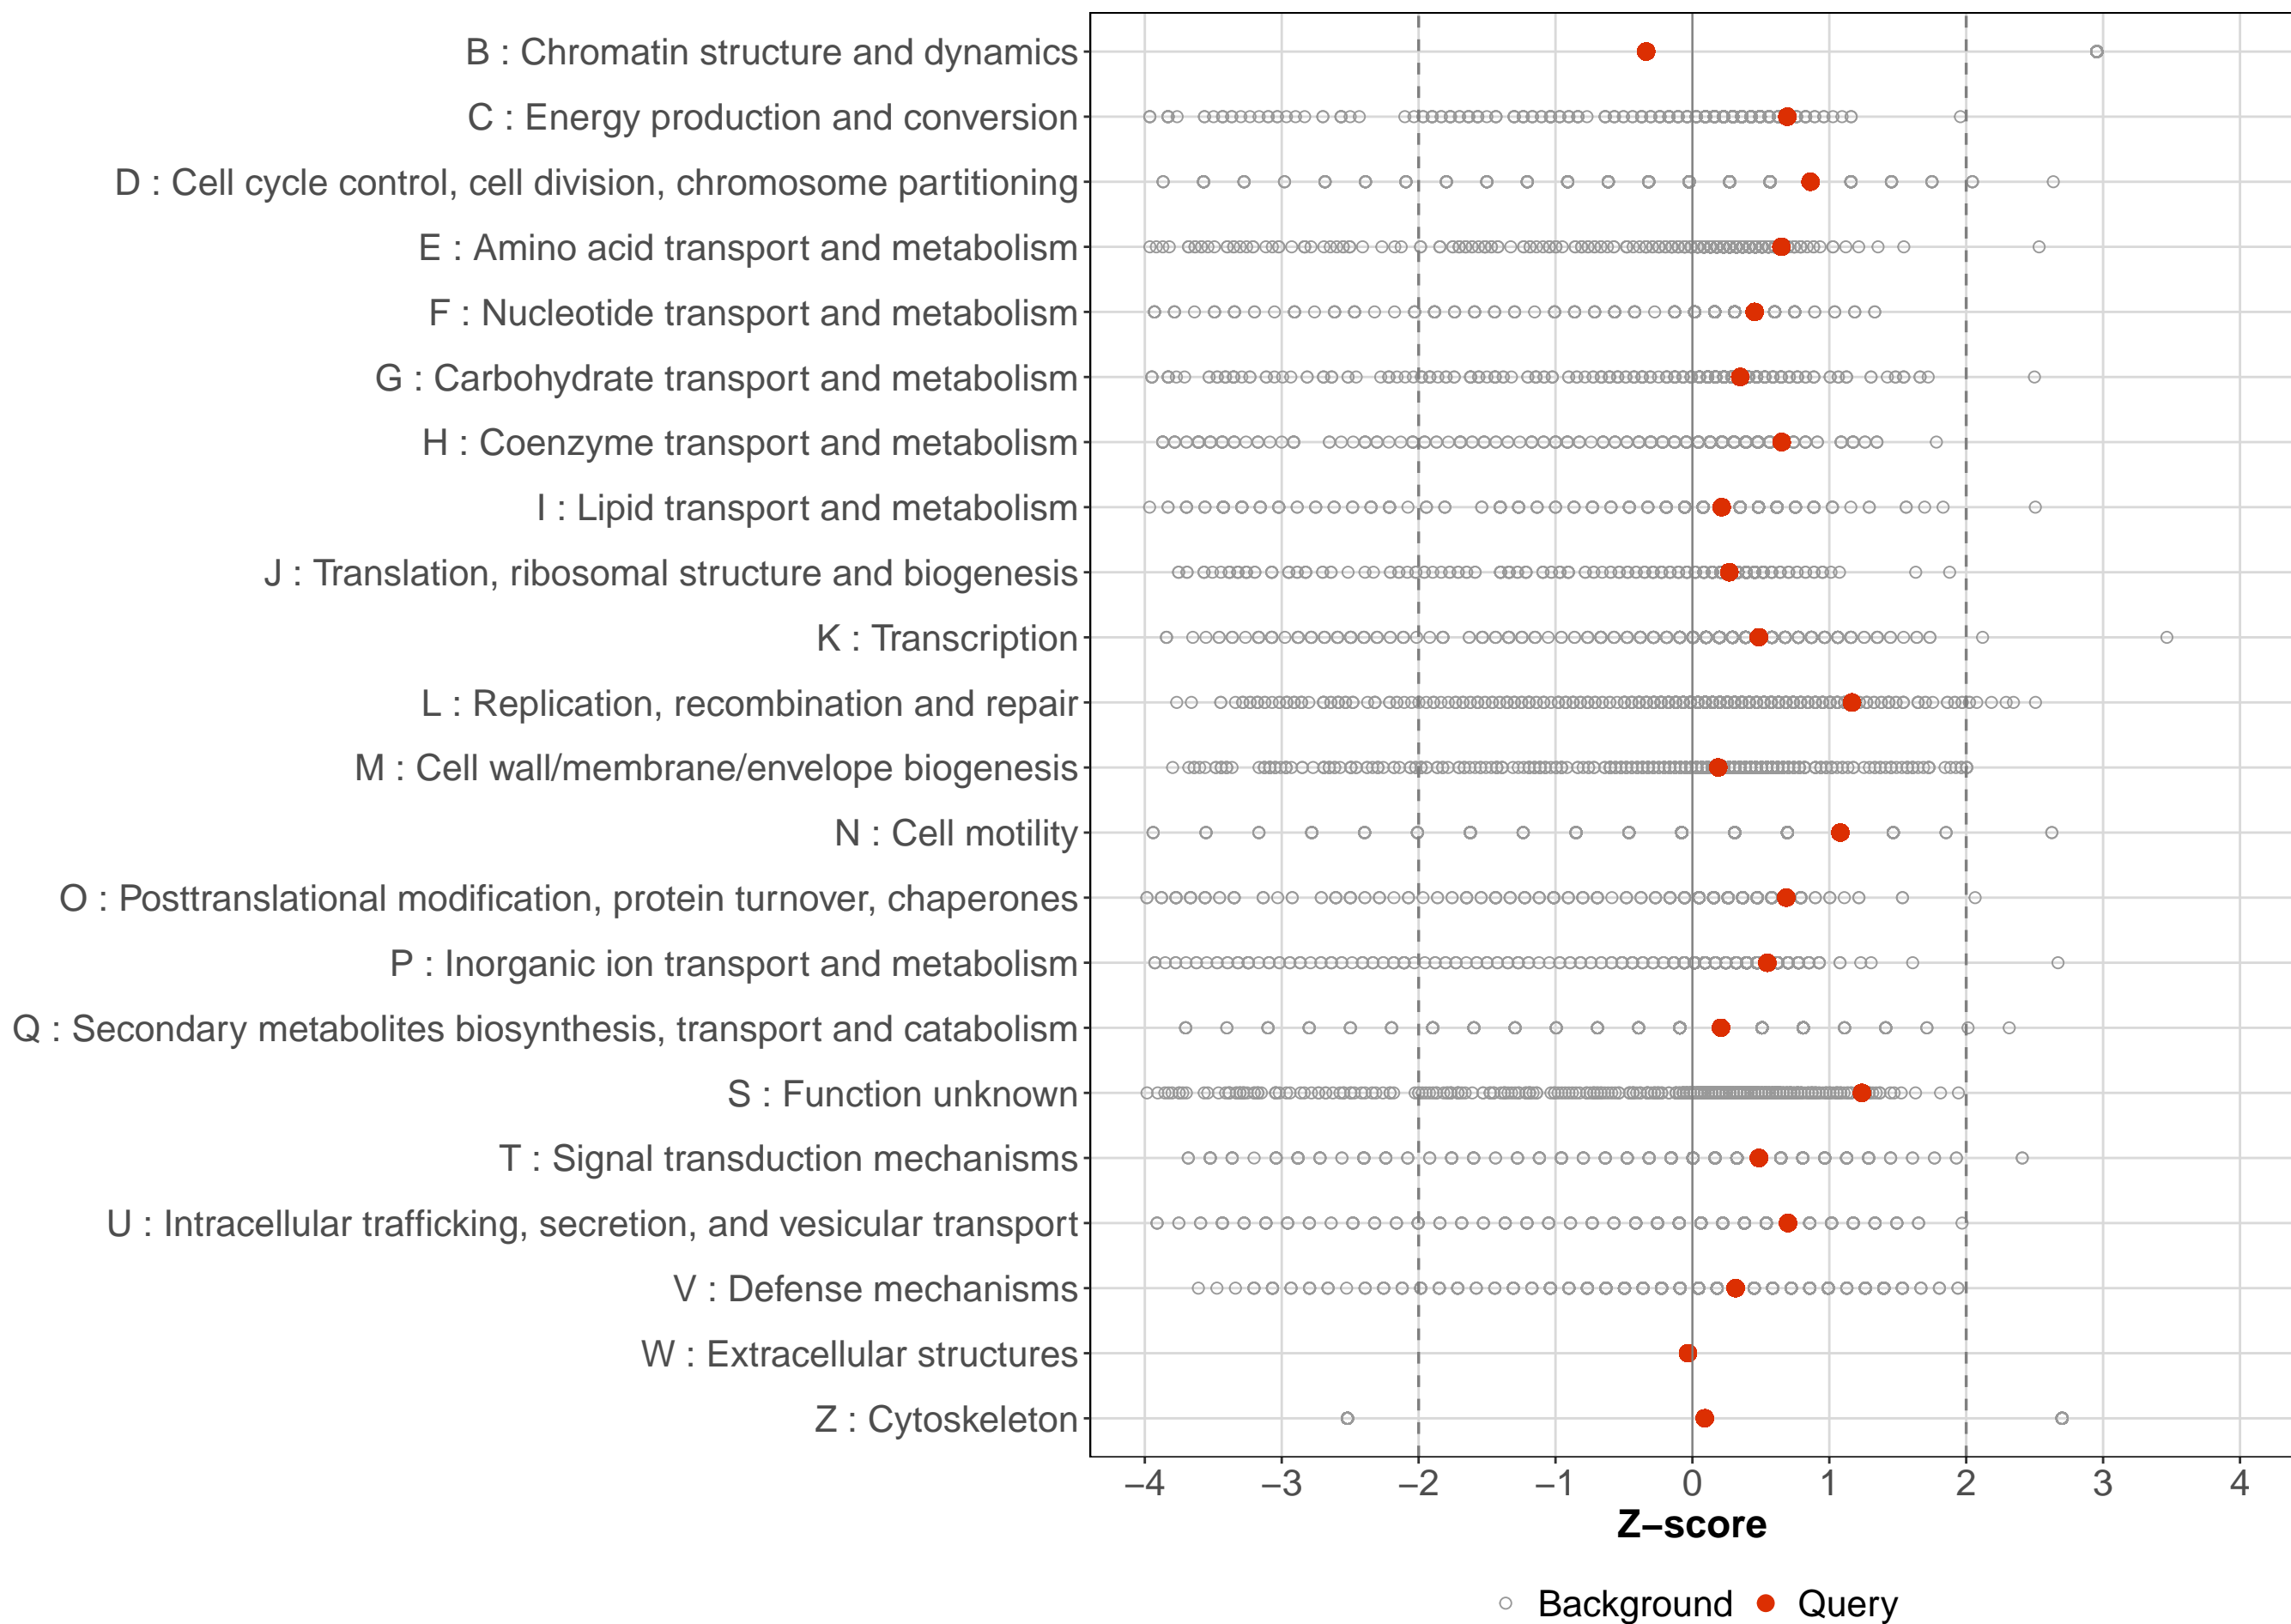 B : Chromatin structure and dynamics
C : Energy production and conversion
D : Cell cycle control, cell division, chromosome partitioning
E : Amino acid transport and metabolism
F : Nucleotide transport and metabolism
G : Carbohydrate transport and metabolism
H : Coenzyme transport and metabolism
I : Lipid transport and metabolism
J : Translation, ribosomal structure and biogenesis
K : Transcription
L : Replication, recombination and repair
M : Cell wall/membrane/envelope biogenesis
N : Cell motility
O : Posttranslational modification, protein turnover, chaperones
P : Inorganic ion transport and metabolism
Q : Secondary metabolites biosynthesis, transport and catabolism
S : Function unknown
T : Signal transduction mechanisms
U : Intracellular trafficking, secretion, and vesicular transport
V : Defense mechanisms
W : Extracellular structures
Z : Cytoskeleton
−4 −3 −2 −1 0 1 2 3 4
Z−score
Background Query